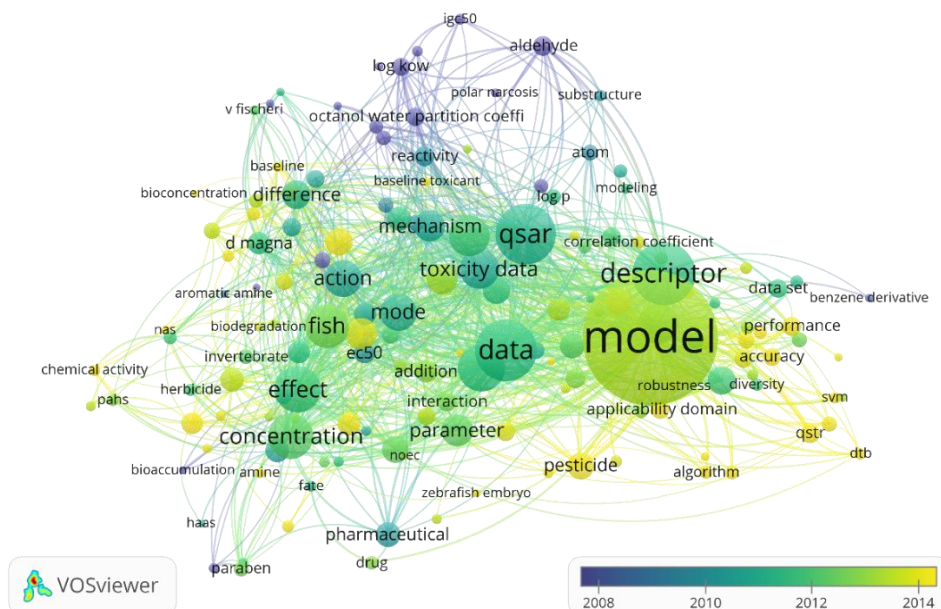 igc50
aldehyde
log kow
polar narcosis
substructure
v fischeri
octanol water partition coeffi
reactivity
atom
baseline
baseline toxicant
bioconcentration
difference
log p
modeling
mechanism
qsar
d magna
correlation coefficient
toxicity data
descriptor
action
data set
aromatic amine
benzene derivative
mode
biodegradation
fish
model
performance
nas
invertebrate
ec50
data
accuracy
chemical activity
addition
herbicide
effect
robustness
diversity
pahs
interaction
applicability domain
svm
concentration
parameter
qstr
noec
dtb
bioaccumulation
amine
pesticide
algorithm
fate
zebrafish embryo
haas
pharmaceutical
paraben
drug
VOSviewer
2008 2010 2012 2014